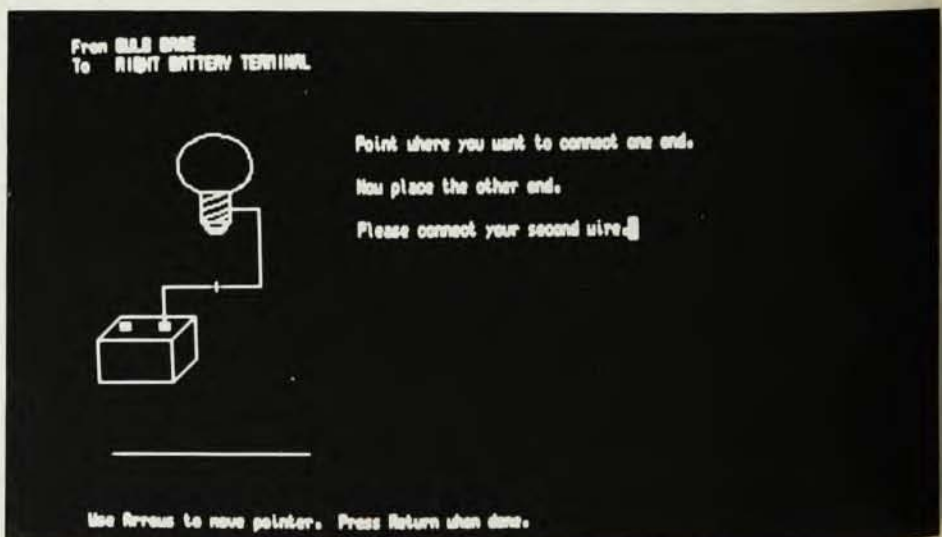 From BULB BASE
To RIGHT BATTERY TERMINAL
Point where you want to connect one end.
Now place the other end.
Please connect your second wire.
Use Arrows to move pointer. Press Return when done.